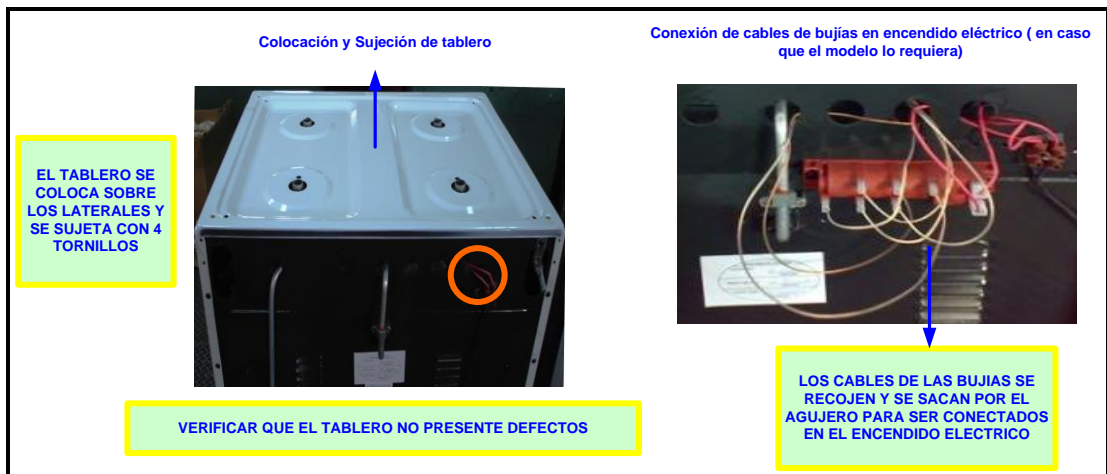 Colocación y Sujeción de tablero
Conexión de cables de bujías en encendido eléctrico ( en caso
que el modelo lo requiera)
EL TABLERO SE
COLOCA SOBRE
LOS LATERALES Y
SE SUJETA CON 4
TORNILLOS
VERIFICAR QUE EL TABLERO NO PRESENTE DEFECTOS
LOS CABLES DE LAS BUJIAS SE
RECOJEN Y SE SACAN POR EL
AGUJERO PARA SER CONECTADOS
EN EL ENCENDIDO ELECTRICO